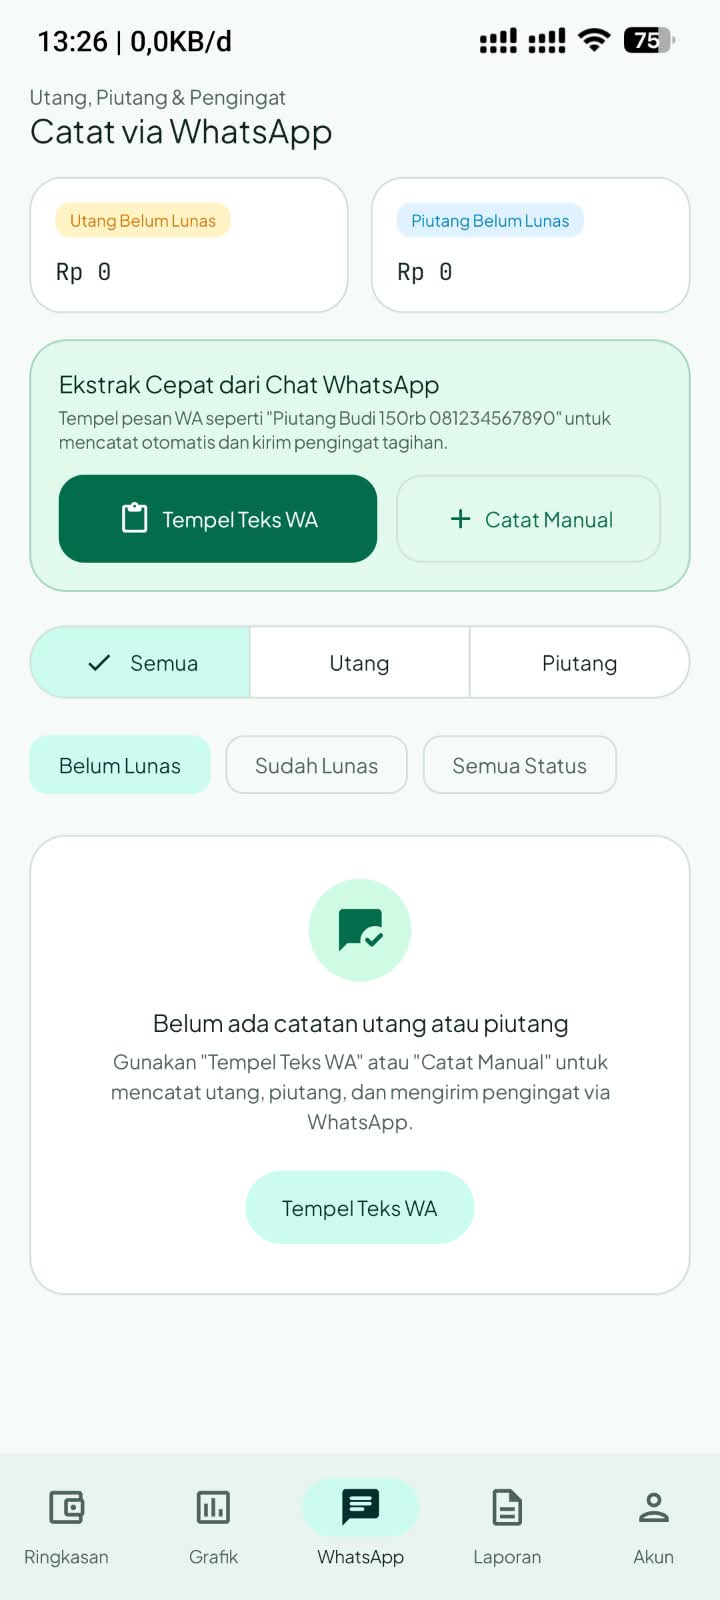 13:26 | 0,0KB/d
75
Utang, Piutang & Pengingat
Catat via WhatsApp
Utang Belum Lunas
Rp 0
Piutang Belum Lunas
Rp 0
Ekstrak Cepat dari Chat WhatsApp
Tempel pesan WA seperti "Piutang Budi 150rb 081234567890" untuk
mencatat otomatis dan kirim pengingat tagihan.
Tempel Teks WA
Catat Manual
Semua
Utang
Piutang
Belum Lunas
Sudah Lunas
Semua Status
Belum ada catatan utang atau piutang
Gunakan "Tempel Teks WA" atau "Catat Manual" untuk
mencatat utang, piutang, dan mengirim pengingat via
WhatsApp.
Tempel Teks WA
Ringkasan
Grafik
WhatsApp
Laporan
Akun